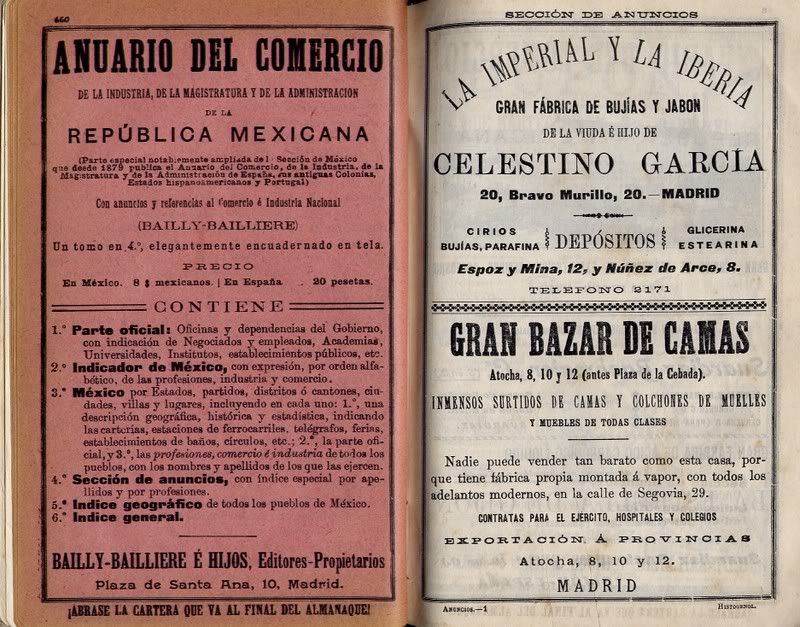 460
ANUARIO DEL COMERCIO
DE LA INDUSTRIA, DE LA MAGISTRATURA Y DE LA ADMINISTRACION
DE LA
REPÚBLICA MEXICANA
(Parte especial notablemente ampliada de l· Sección de México
que desde 1879 publica el Anuario del Comercio, de la Industria, de la
Magistratura y de la Administración de España, sus antiguas Colonias,
Estados hispanoamericanos y Portugal)
Con anuncios y referencias al Comercio é Industria Nacional
(BAILLY-BAILLIERE)
Un tomo en 4.º, elegantemente encuadernado en tela.
PRECIO
En México. 8 $ mexicanos. | En España . 20 pesetas.
CONTIENE
1.º Parte oficial: Oficinas y dependencias del Gobierno,
con indicación de Negociados y empleados, Academias,
Universidades, Institutos, establecimientos públicos, etc.
2.º Indicador de México, con expresión, por orden alfa-
bético, de las profesiones, industria y comercio.
3.º México por Estados, partidos, distritos ó cantones, ciu-
dades, villas y lugares, incluyendo en cada uno: 1.º, una
descripción geográfica, histórica y estadística, indicando
las carterías, estaciones de ferrocarriles, telégrafos, ferias,
establecimientos de baños, círculos, etc.; 2.º, la parte ofi-
cial, y 3.º, las profesiones, comercio é industria de todos los
pueblos, con los nombres y apellidos de los que las ejercen.
4.º Sección de anuncios, con índice especial por ape-
llidos y por profesiones.
5.º Indice geográfico de todos los pueblos de México.
6.º Indice general.
BAILLY-BAILLIERE É HIJOS, Editores-Propietarios
Plaza de Santa Ana, 10, Madrid.
¡ÁBRASE LA CARTERA QUE VA AL FINAL DEL ALMANAQUE!
SECCIÓN DE ANUNCIOS
LA IMPERIAL Y LA IBERIA
GRAN FÁBRICA DE BUJÍAS Y JABON
DE LA VIUDA É HIJO DE
CELESTINO GARCÍA
20, Bravo Murillo, 20.—MADRID
CIRIOS
BUJÍAS, PARAFINA
DEPÓSITOS
GLICERINA
ESTEARINA
Espoz y Mina, 12, y Núñez de Arce, 8.
TELEFONO 2171
GRAN BAZAR DE CAMAS
Atocha, 8, 10 y 12 (antes Plaza de la Cebada).
INMENSOS SURTIDOS DE CAMAS Y COLCHONES DE MUELLES
Y MUEBLES DE TODAS CLASES
Nadie puede vender tan barato como esta casa, por-
que tiene fábrica propia montada á vapor, con todos los
adelantos modernos, en la calle de Segovia, 29.
CONTRATAS PARA EL EJERCITO, HOSPITALES Y COLEGIOS
EXPORTACIÓN Á PROVINCIAS
Atocha, 8, 10 y 12.
MADRID
ANUNCIOS.—1
HISTOGENOL.